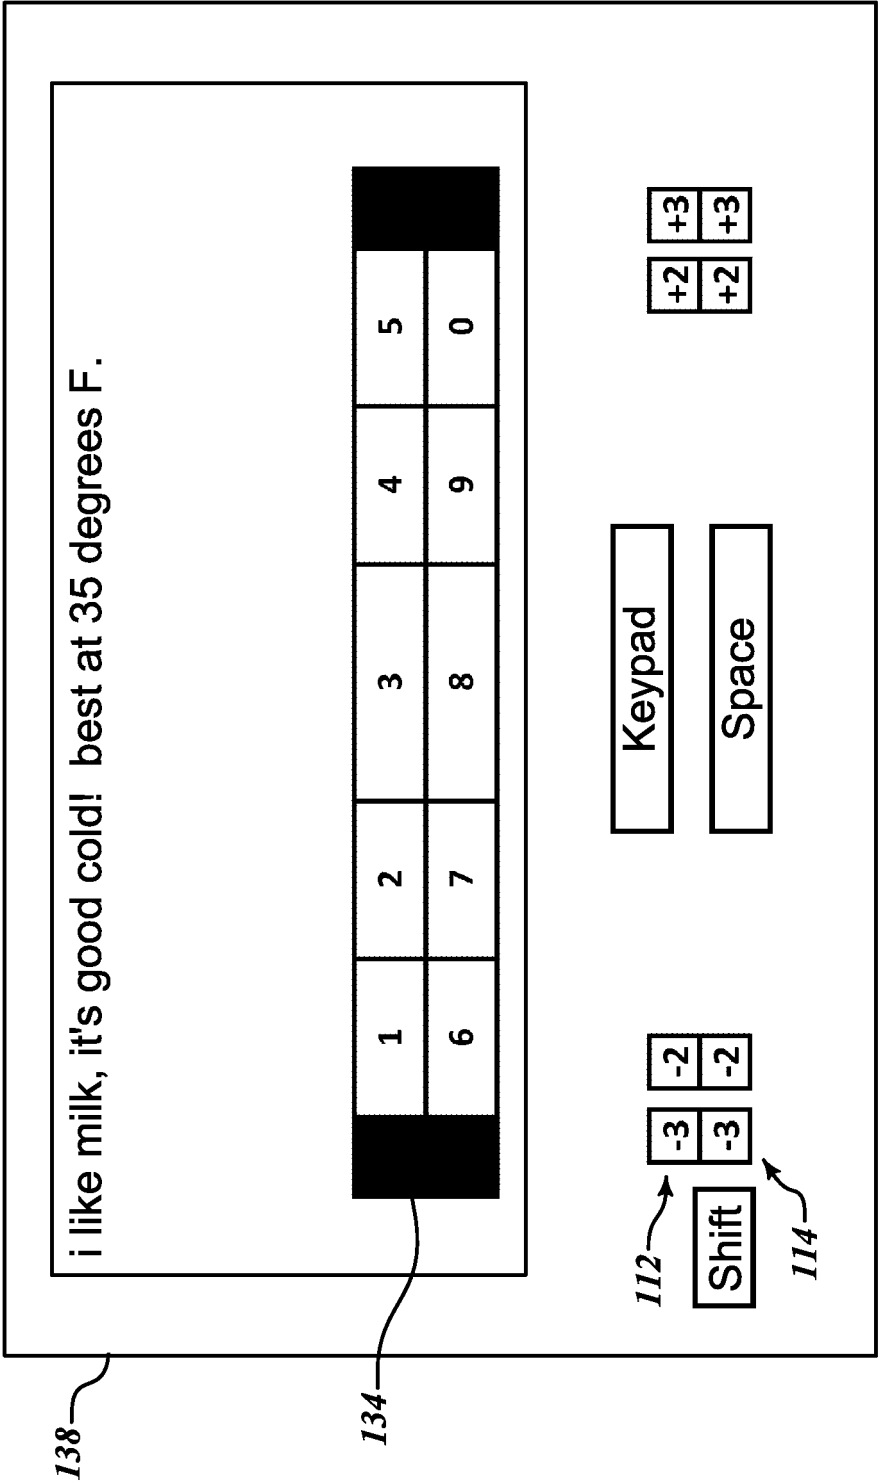 138
i like milk, it's good cold!  best at 35 degrees F.
134
1 2 3 4 5
6 7 8 9 0
112
-3 -2 Keypad +2 +3
Shift -3 -2 Space +2 +3
114